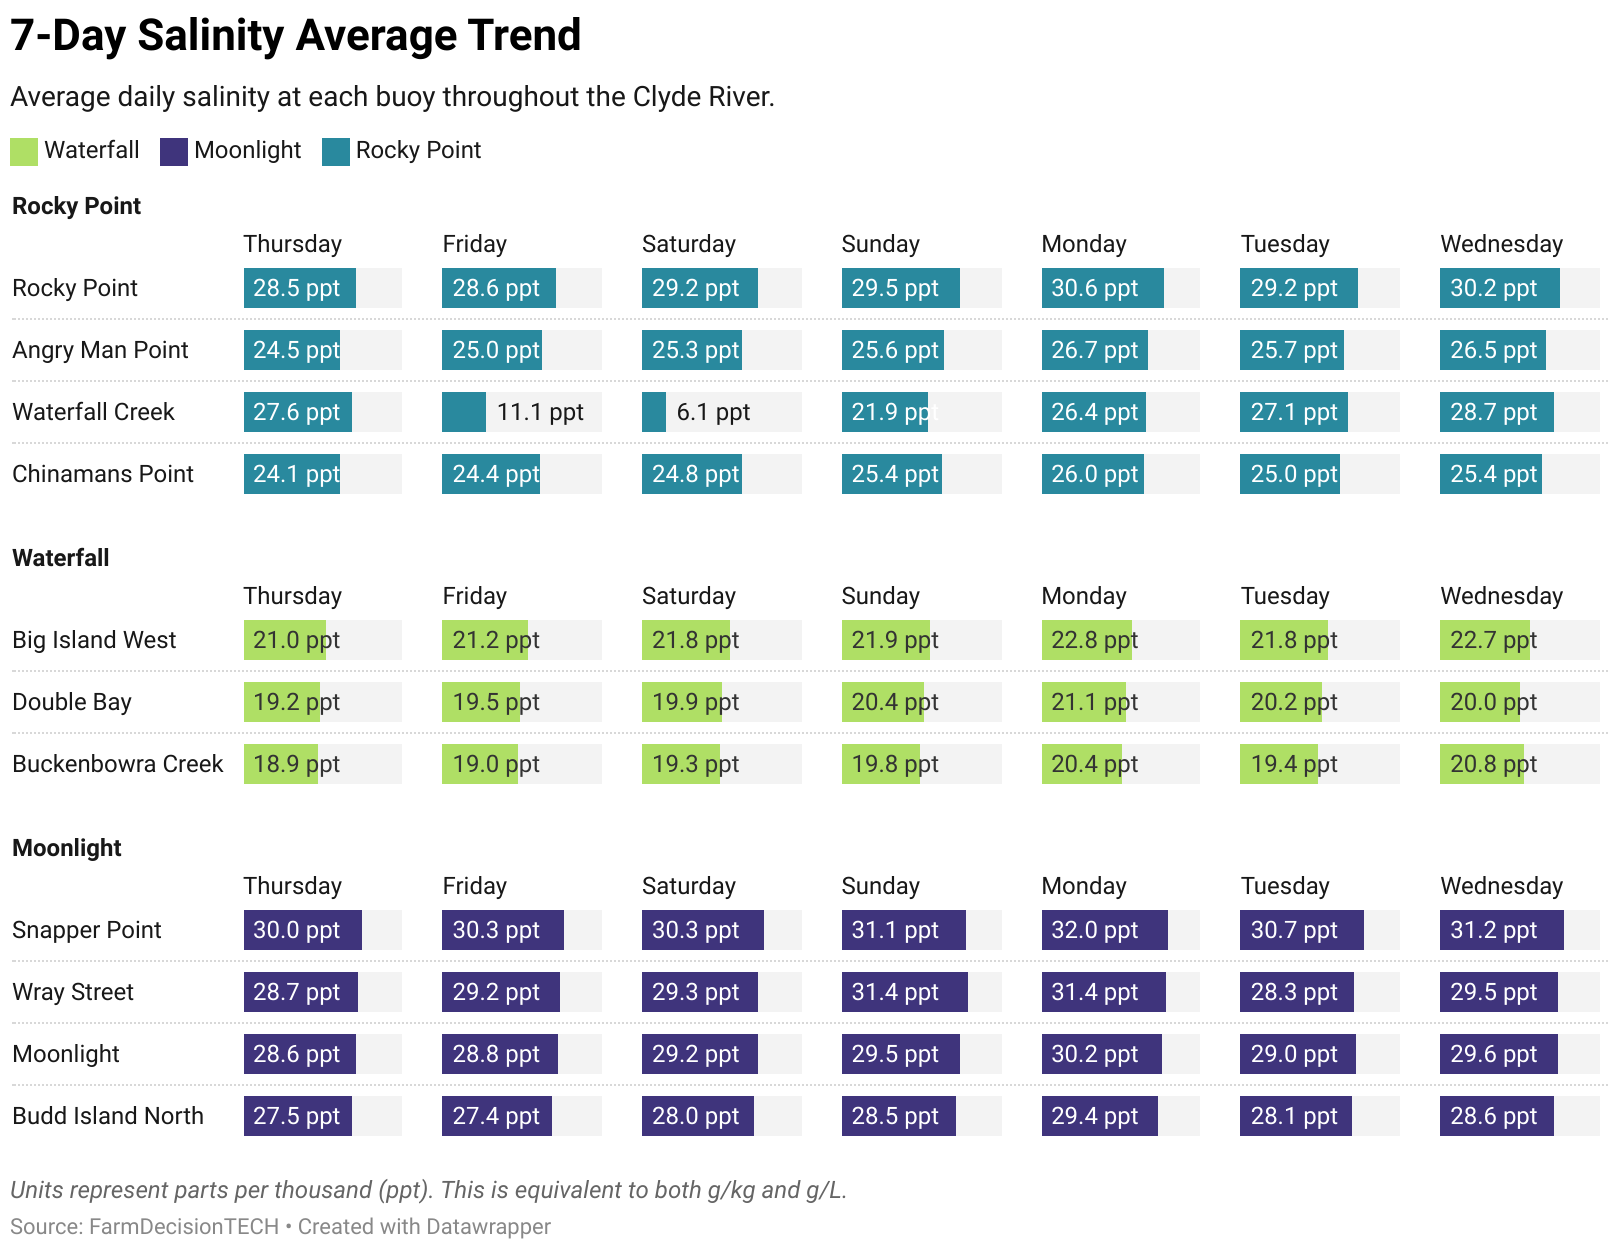 7-Day Salinity Average Trend
Average daily salinity at each buoy throughout the Clyde River.
Waterfall Moonlight Rocky Point
Rocky Point
Thursday Friday Saturday Sunday Monday Tuesday Wednesday
Rocky Point 28.5 ppt 28.6 ppt 29.2 ppt 29.5 ppt 30.6 ppt 29.2 ppt 30.2 ppt
Angry Man Point 24.5 ppt 25.0 ppt 25.3 ppt 25.6 ppt 26.7 ppt 25.7 ppt 26.5 ppt
Waterfall Creek 27.6 ppt 11.1 ppt 6.1 ppt 21.9 ppt 26.4 ppt 27.1 ppt 28.7 ppt
Chinamans Point 24.1 ppt 24.4 ppt 24.8 ppt 25.4 ppt 26.0 ppt 25.0 ppt 25.4 ppt
Waterfall
Thursday Friday Saturday Sunday Monday Tuesday Wednesday
Big Island West 21.0 ppt 21.2 ppt 21.8 ppt 21.9 ppt 22.8 ppt 21.8 ppt 22.7 ppt
Double Bay 19.2 ppt 19.5 ppt 19.9 ppt 20.4 ppt 21.1 ppt 20.2 ppt 20.0 ppt
Buckenbowra Creek 18.9 ppt 19.0 ppt 19.3 ppt 19.8 ppt 20.4 ppt 19.4 ppt 20.8 ppt
Moonlight
Thursday Friday Saturday Sunday Monday Tuesday Wednesday
Snapper Point 30.0 ppt 30.3 ppt 30.3 ppt 31.1 ppt 32.0 ppt 30.7 ppt 31.2 ppt
Wray Street 28.7 ppt 29.2 ppt 29.3 ppt 31.4 ppt 31.4 ppt 28.3 ppt 29.5 ppt
Moonlight 28.6 ppt 28.8 ppt 29.2 ppt 29.5 ppt 30.2 ppt 29.0 ppt 29.6 ppt
Budd Island North 27.5 ppt 27.4 ppt 28.0 ppt 28.5 ppt 29.4 ppt 28.1 ppt 28.6 ppt
Units represent parts per thousand (ppt). This is equivalent to both g/kg and g/L.
Source: FarmDecisionTECH • Created with Datawrapper